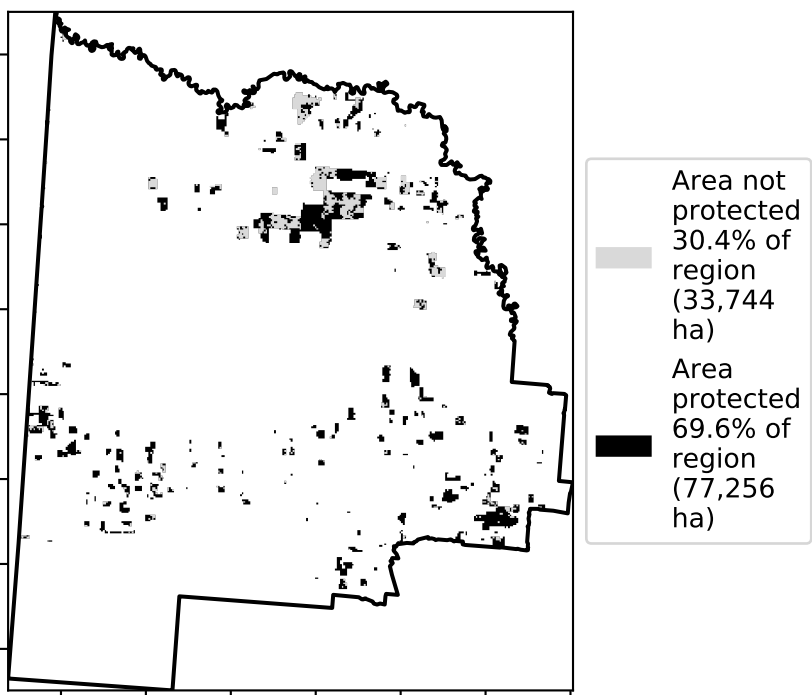 Area not
protected
30.4% of
region
(33,744
ha)
Area
protected
69.6% of
region
(77,256
ha)